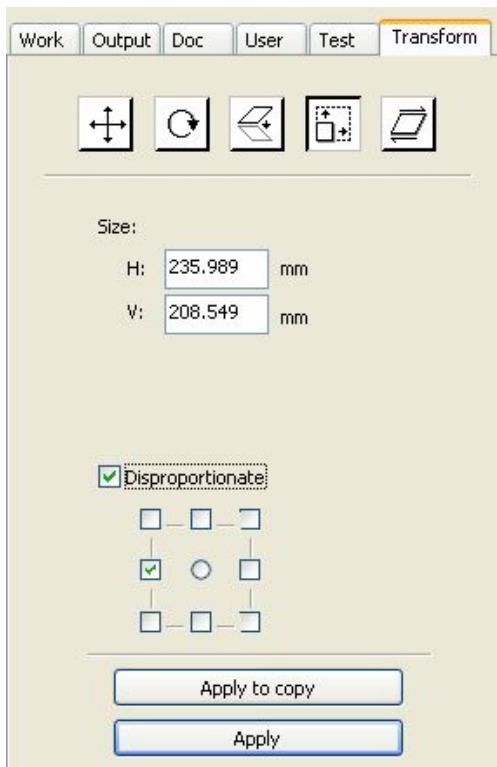 Work Output Doc User Test Transform
Size:
H: 235.989 mm
V: 208.549 mm
Disproportionate
Apply to copy
Apply